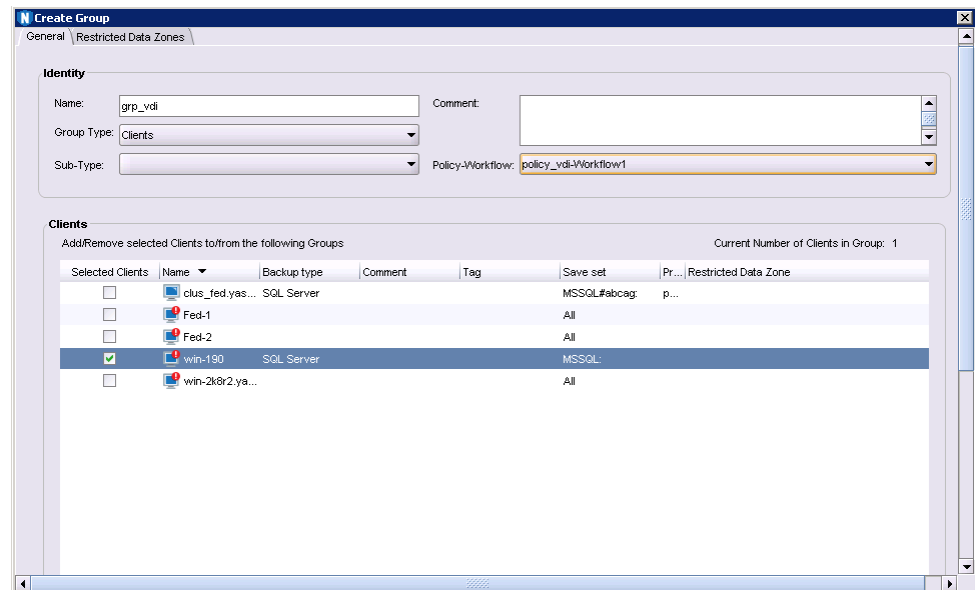 N Create Group
General Restricted Data Zones
Identity
Name: grp_vdi Comment:
Group Type: Clients
Sub-Type: Policy-Workflow: policy_vdi-Workflow1
Clients
Add/Remove selected Clients to/from the following Groups Current Number of Clients in Group: 1
Selected Clients Name Backup type Comment Tag Save set Pr... Restricted Data Zone
clus_fed.yas... SQL Server MSSQL#abcag: p...
Fed-1 All
Fed-2 All
win-190 SQL Server MSSQL:
win-2k8r2.ya... All